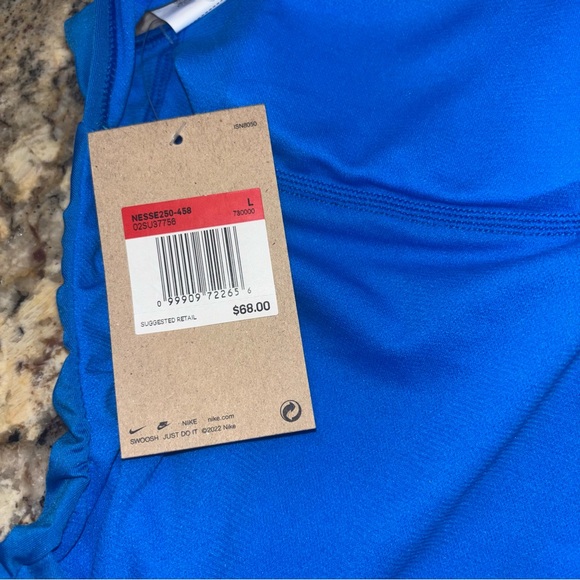 ISN8050
NESSE250-458 L
02SU37756 780000
0 99909 72265 6
$68.00
SUGGESTED RETAIL
NIKE nike.com
SWOOSH JUST DO IT ©2022 Nike